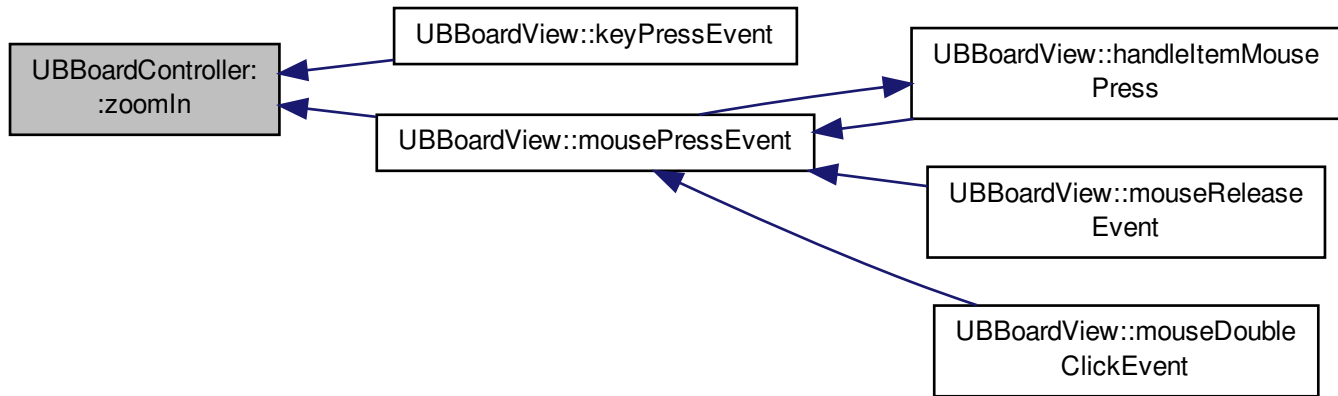 UBBoardController:
:zoomIn
UBBoardView::keyPressEvent
UBBoardView::mousePressEvent
UBBoardView::handleItemMouse
Press
UBBoardView::mouseRelease
Event
UBBoardView::mouseDouble
ClickEvent